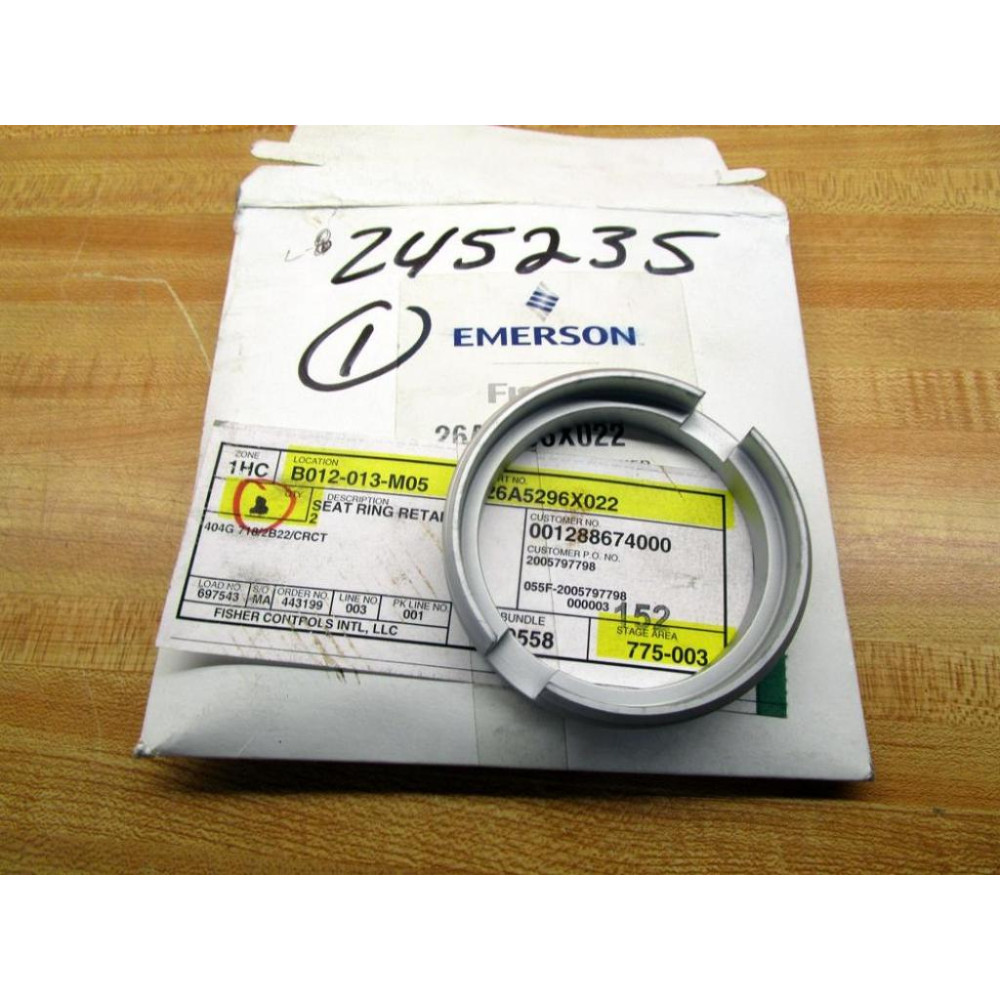 245235
1
EMERSON
26A5296X022
ZONE
1HC
LOCATION
B012-013-M05
26A5296X022
QTY
2
DESCRIPTION
SEAT RING RETAI
404G 718/2B22/CRCT
CUSTOMER NO.
001288674000
CUSTOMER P.O. NO.
2005797798
055F-2005797798
000003
152
LOAD NO.
697543
S/O
MA
ORDER NO.
443199
LINE NO
003
PK LINE NO
001
FISHER CONTROLS INTL, LLC
BUNDLE
0558
STAGE AREA
775-003